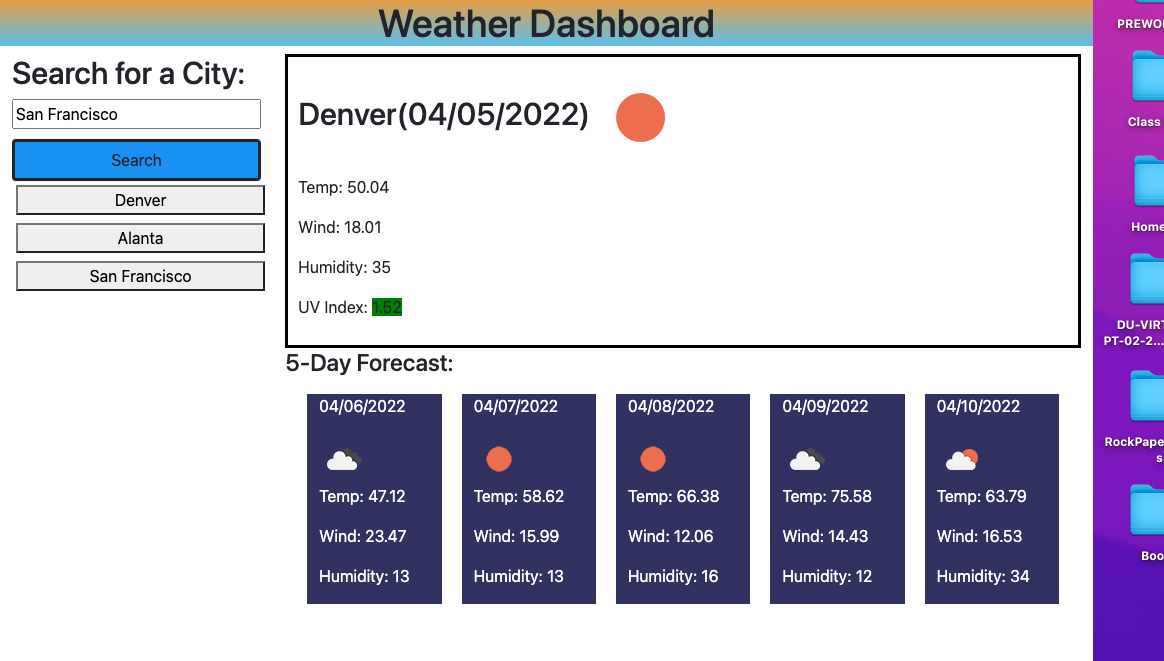 Weather Dashboard
Search for a City:
San Francisco
Search
Denver
Alanta
San Francisco
Denver(04/05/2022)
Temp: 50.04
Wind: 18.01
Humidity: 35
UV Index: 1.52
5-Day Forecast:
04/06/2022
Temp: 47.12
Wind: 23.47
Humidity: 13
04/07/2022
Temp: 58.62
Wind: 15.99
Humidity: 13
04/08/2022
Temp: 66.38
Wind: 12.06
Humidity: 16
04/09/2022
Temp: 75.58
Wind: 14.43
Humidity: 12
04/10/2022
Temp: 63.79
Wind: 16.53
Humidity: 34
PREWO
Class
Home
DU-VIRT
PT-02-2...
RockPape
s
Boo